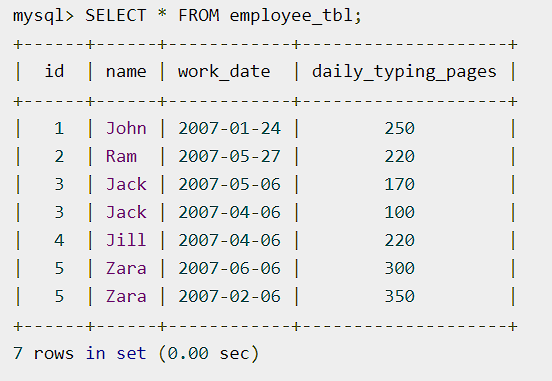 mysql> SELECT * FROM employee_tbl;
+------+------+------------+--------------------+
|  id  | name | work_date  | daily_typing_pages |
+------+------+------------+--------------------+
|   1  | John | 2007-01-24 |        250         |
|   2  | Ram  | 2007-05-27 |        220         |
|   3  | Jack | 2007-05-06 |        170         |
|   3  | Jack | 2007-04-06 |        100         |
|   4  | Jill | 2007-04-06 |        220         |
|   5  | Zara | 2007-06-06 |        300         |
|   5  | Zara | 2007-02-06 |        350         |
+------+------+------------+--------------------+
7 rows in set (0.00 sec)